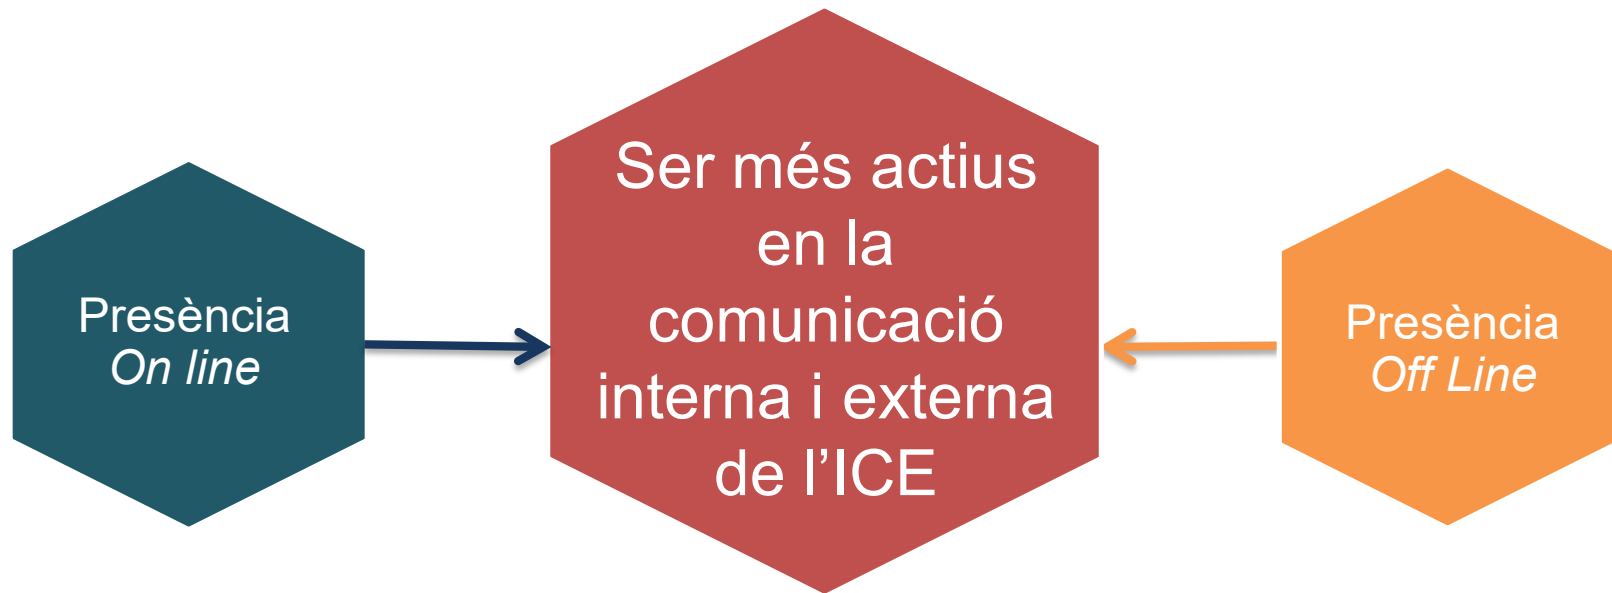 Presència
On line
Ser més actius
en la
comunicació
interna i externa
de l’ICE
Presència
Off Line